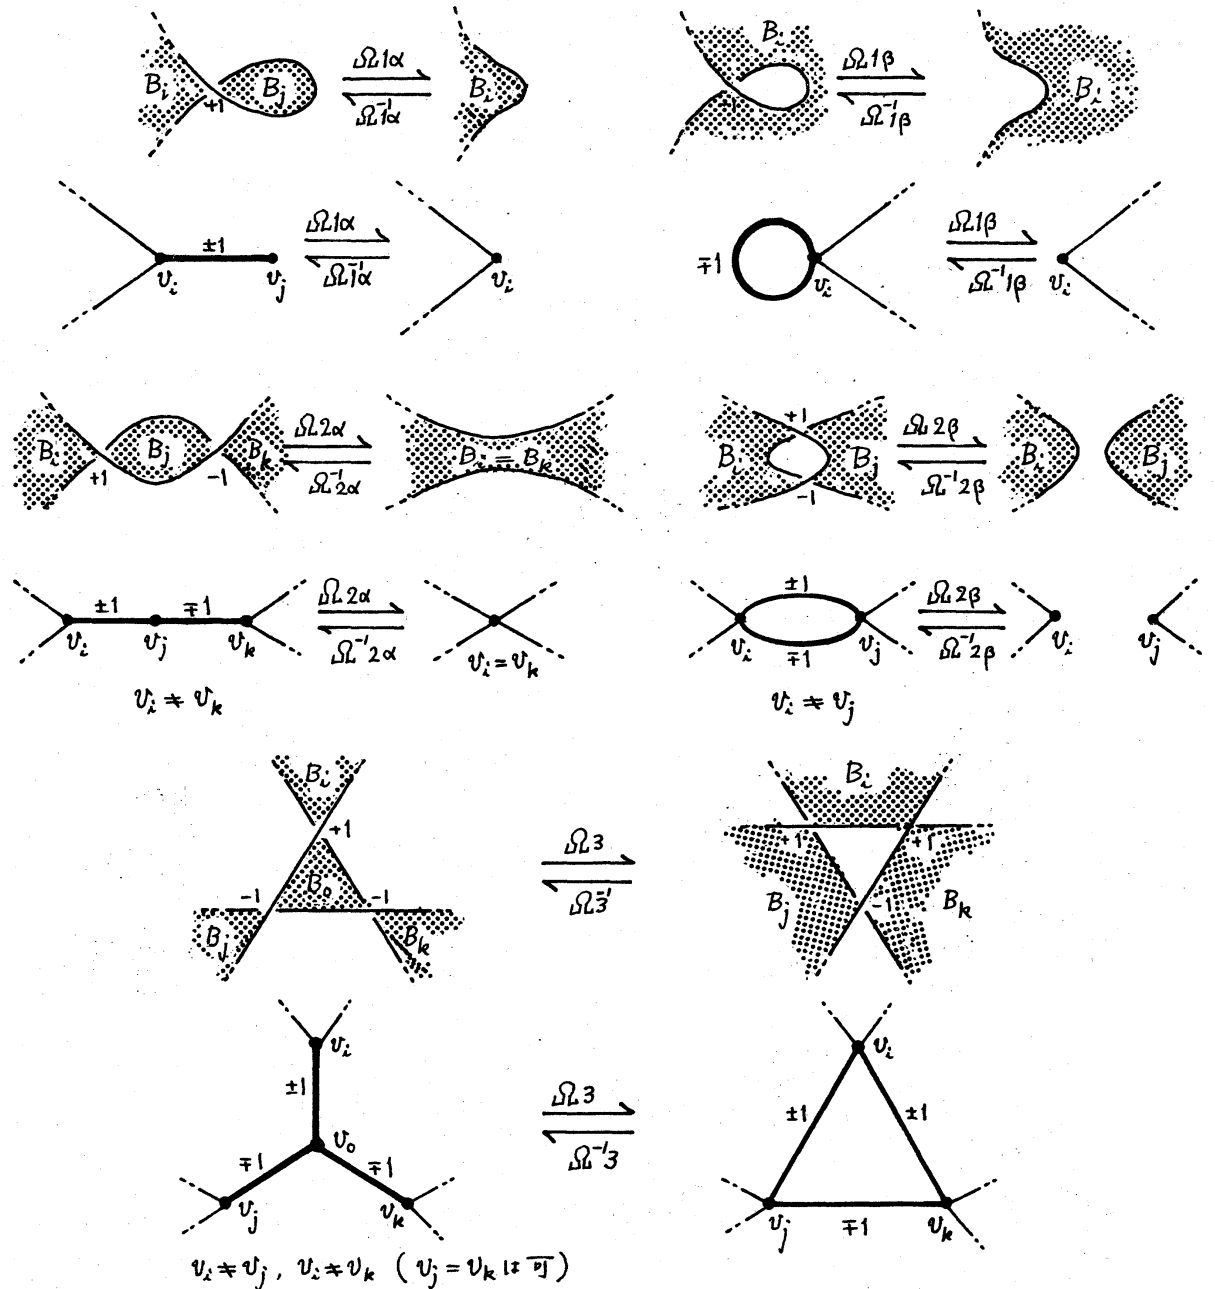 B_i +1 B_j Ω1α Ω⁻¹1α B_i
B_i +1 Ω1β Ω⁻¹1β B_i
±1 v_i v_j Ω1α Ω⁻¹1α v_i
∓1 v_i Ω1β Ω⁻¹1β v_i
B_i +1 B_j -1 B_k Ω2α Ω⁻¹2α B_i = B_k
B_i +1 -1 B_j Ω2β Ω⁻¹2β B_i B_j
±1 ∓1 v_i v_j v_k Ω2α Ω⁻¹2α v_i = v_k
v_i ≠ v_k
±1 ∓1 v_i v_j Ω2β Ω⁻¹2β v_i v_j
v_i ≠ v_j
B_i +1 B_0 -1 -1 B_j B_k
Ω3 Ω⁻¹3
B_i +1 +1 B_j -1 B_k
v_i ±1 v_0 ∓1 ∓1 v_j v_k
Ω3 Ω⁻¹3
v_i ±1 ±1 v_j ∓1 v_k
v_i ≠ v_j, v_i ≠ v_k (v_j = v_k は可)